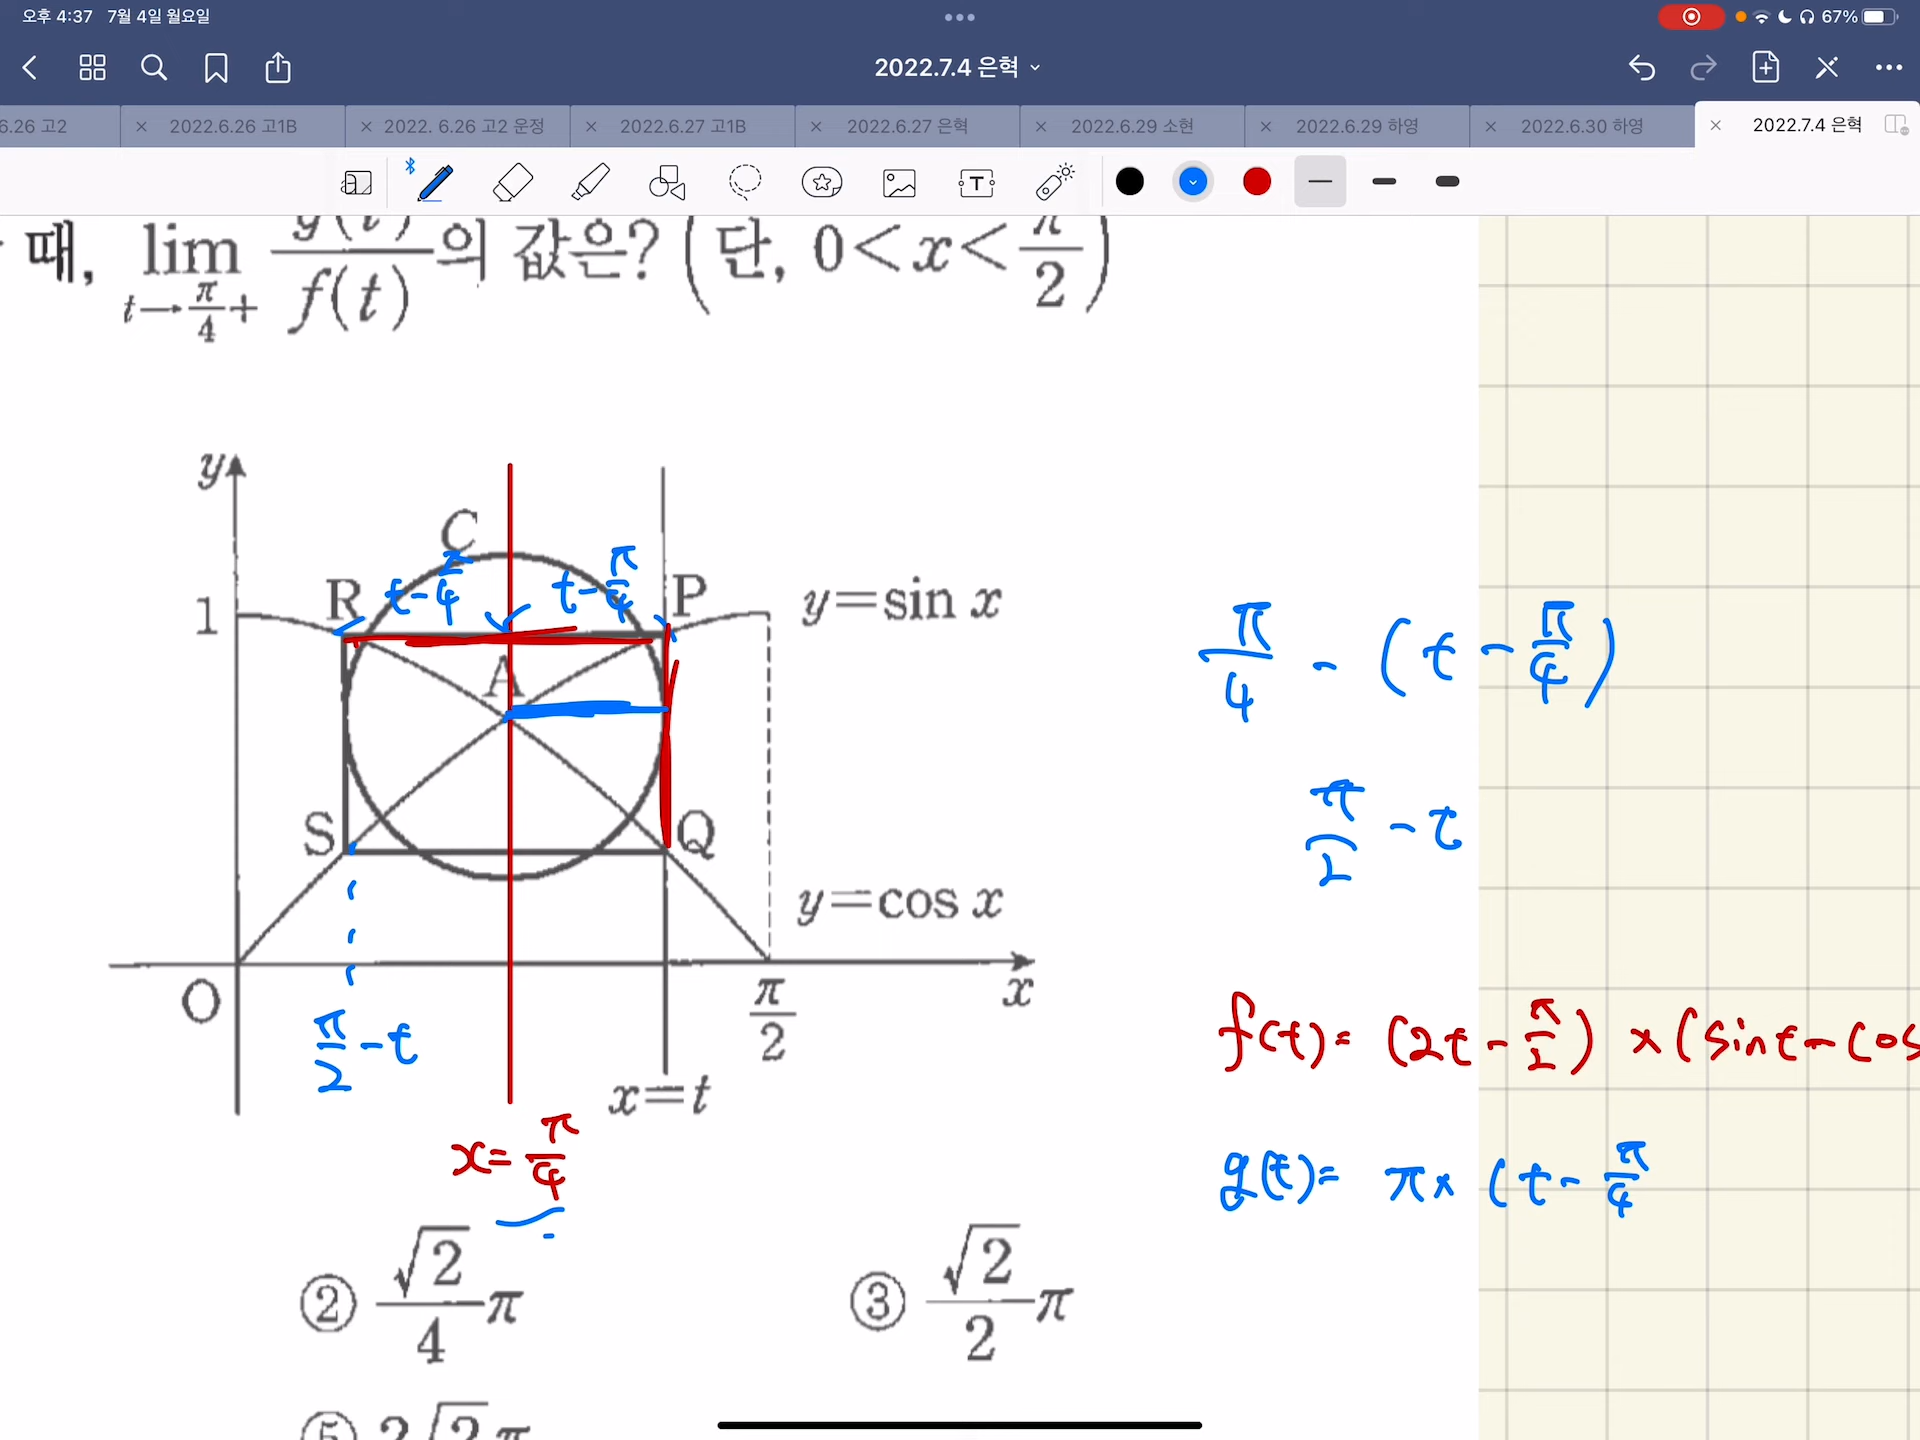 오후 4:37 7월 4일 월요일
67%
2022.7.4 은혁
6.26 고2
2022.6.26 고1B
2022. 6.26 고2 운정
2022.6.27 고1B
2022.6.27 은혁
2022.6.29 소현
2022.6.29 하영
2022.6.30 하영
2022.7.4 은혁
때, lim t→π/4+ g(t)/f(t)의 값은? (단, 0<x<π/2)
y
C
t-π/4 t-π/4
R P
1
y=sin x
A
π/4 - (t-π/4)
π/2 - t
S Q
y=cos x
O
π/2
x
π/2-t
x=t
f(t)= (2t-π/2) × (sint-cos
x=π/4
g(t)= π× (t-π/4
② √2/4 π
③ √2/2 π
⑤ 2√2π